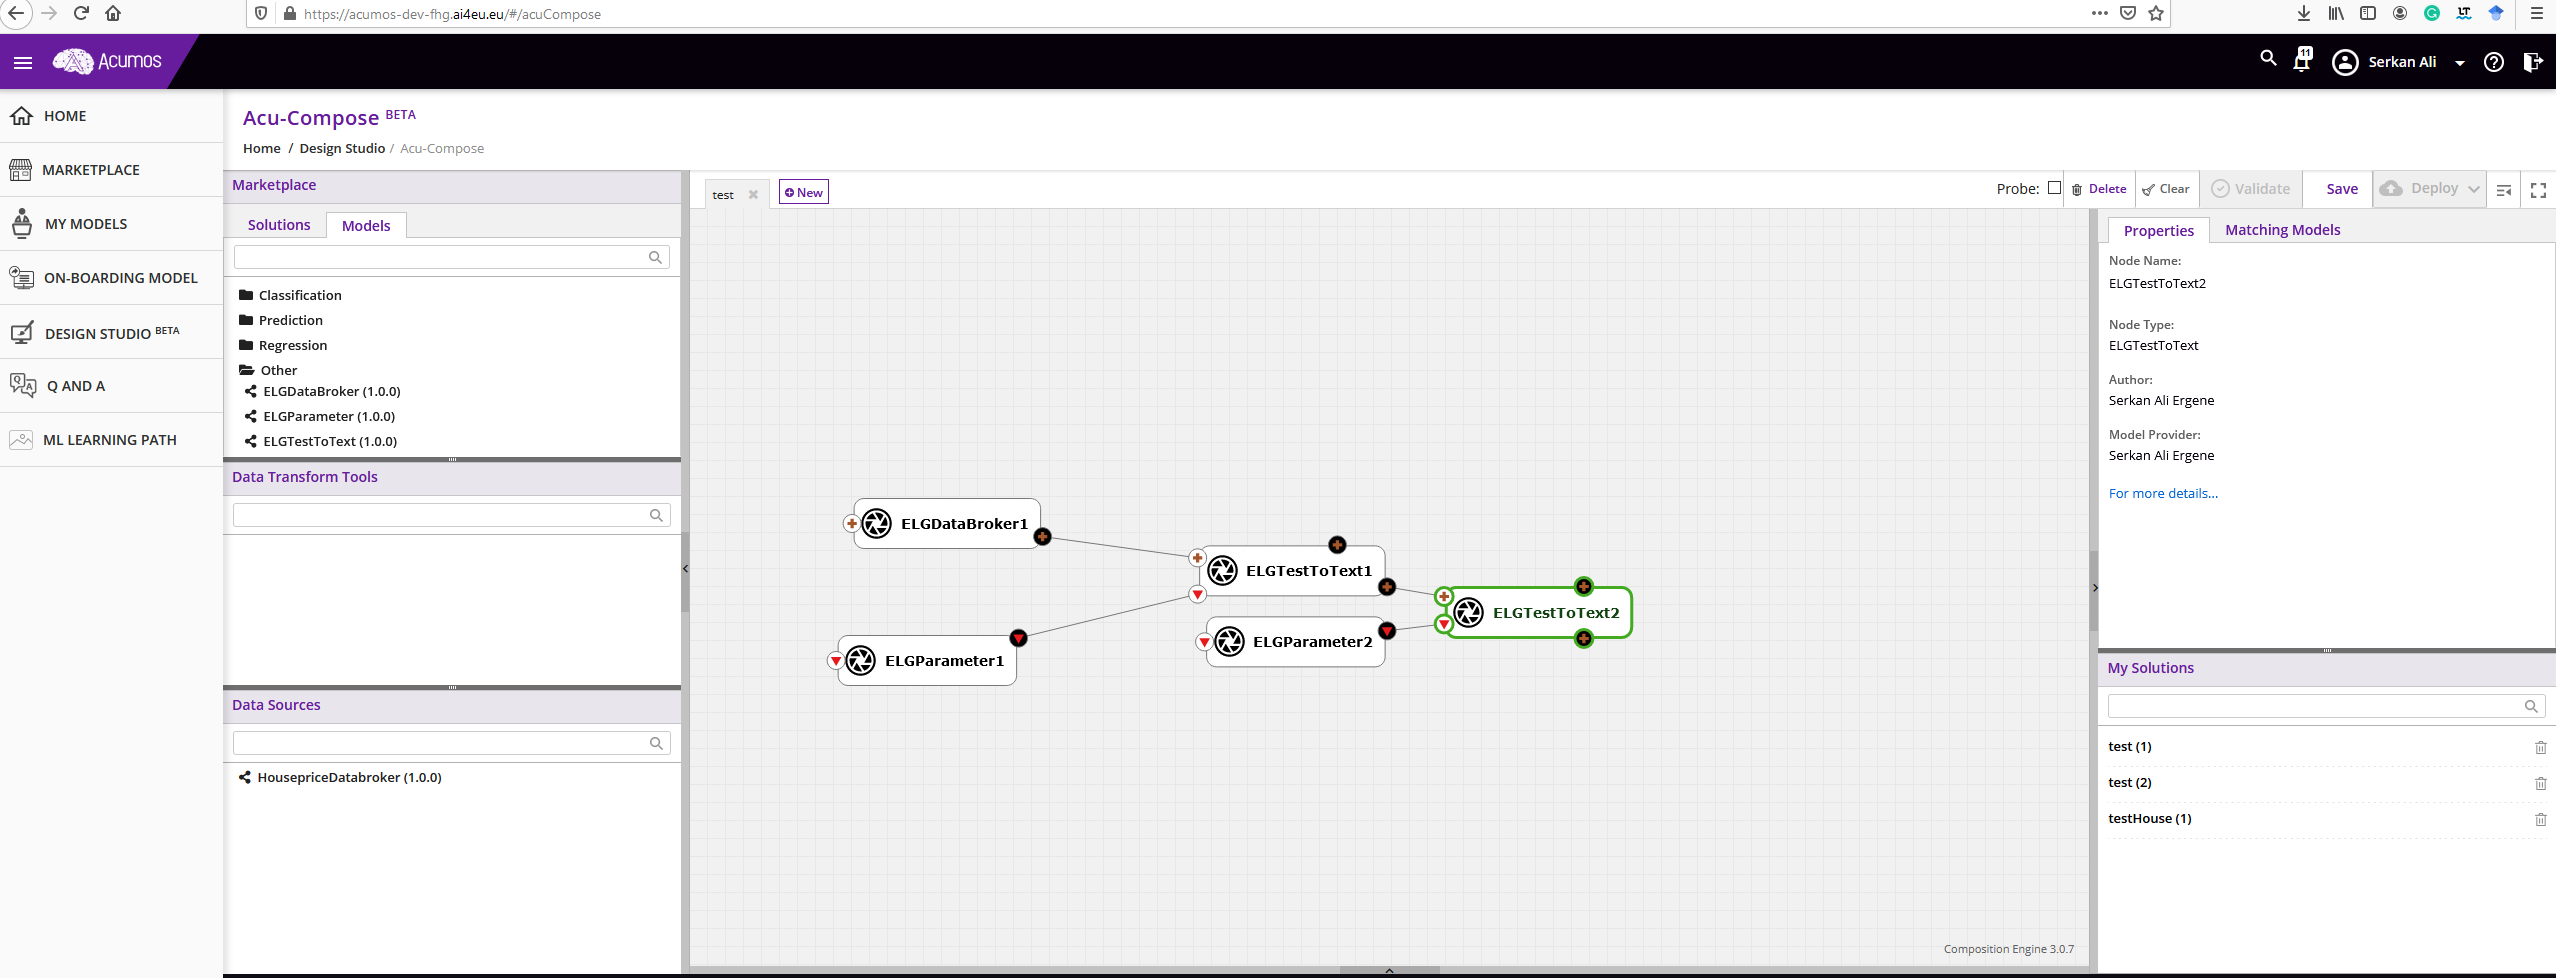 https://acumos-dev-fhg.ai4eu.eu/#/acuCompose
Acumos
11
Serkan Ali
HOME
MARKETPLACE
MY MODELS
ON-BOARDING MODEL
DESIGN STUDIO BETA
Q AND A
ML LEARNING PATH
Acu-Compose BETA
Home / Design Studio / Acu-Compose
Marketplace
Solutions
Models
Classification
Prediction
Regression
Other
ELGDataBroker (1.0.0)
ELGParameter (1.0.0)
ELGTestToText (1.0.0)
Data Transform Tools
Data Sources
HousepriceDatabroker (1.0.0)
test
New
Probe:
Delete
Clear
Validate
Save
Deploy
ELGDataBroker1
ELGTestToText1
ELGTestToText2
ELGParameter2
ELGParameter1
Composition Engine 3.0.7
Properties
Matching Models
Node Name:
ELGTestToText2
Node Type:
ELGTestToText
Author:
Serkan Ali Ergene
Model Provider:
Serkan Ali Ergene
For more details...
My Solutions
test (1)
test (2)
testHouse (1)